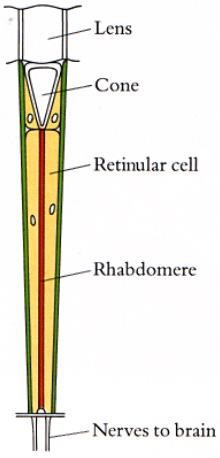 Lens
Cone
Retinular cell
Rhabdomere
Nerves to brain